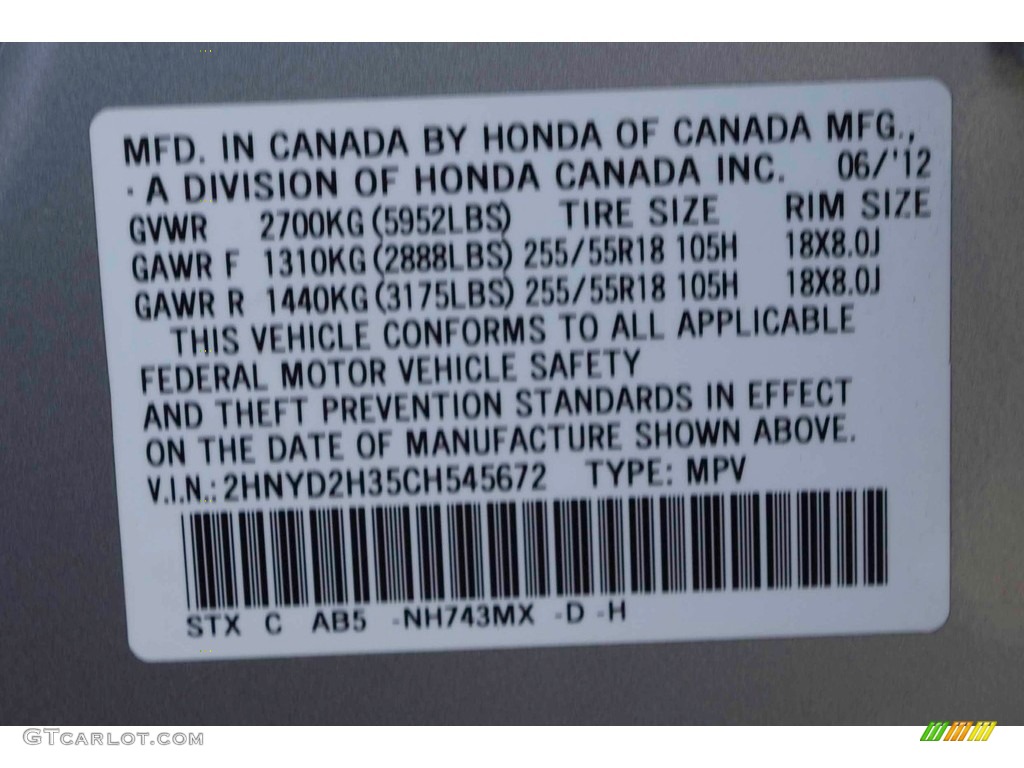 MFD. IN CANADA BY HONDA OF CANADA MFG.,
· A DIVISION OF HONDA CANADA INC. 06/'12
GVWR 2700KG (5952LBS) TIRE SIZE RIM SIZE
GAWR F 1310KG (2888LBS) 255/55R18 105H 18X8.0J
GAWR R 1440KG (3175LBS) 255/55R18 105H 18X8.0J
THIS VEHICLE CONFORMS TO ALL APPLICABLE
FEDERAL MOTOR VEHICLE SAFETY
AND THEFT PREVENTION STANDARDS IN EFFECT
ON THE DATE OF MANUFACTURE SHOWN ABOVE.
V.I.N.: 2HNYD2H35CH545672 TYPE: MPV
STX C AB5 -NH743MX -D -H
GTCARLOT.COM